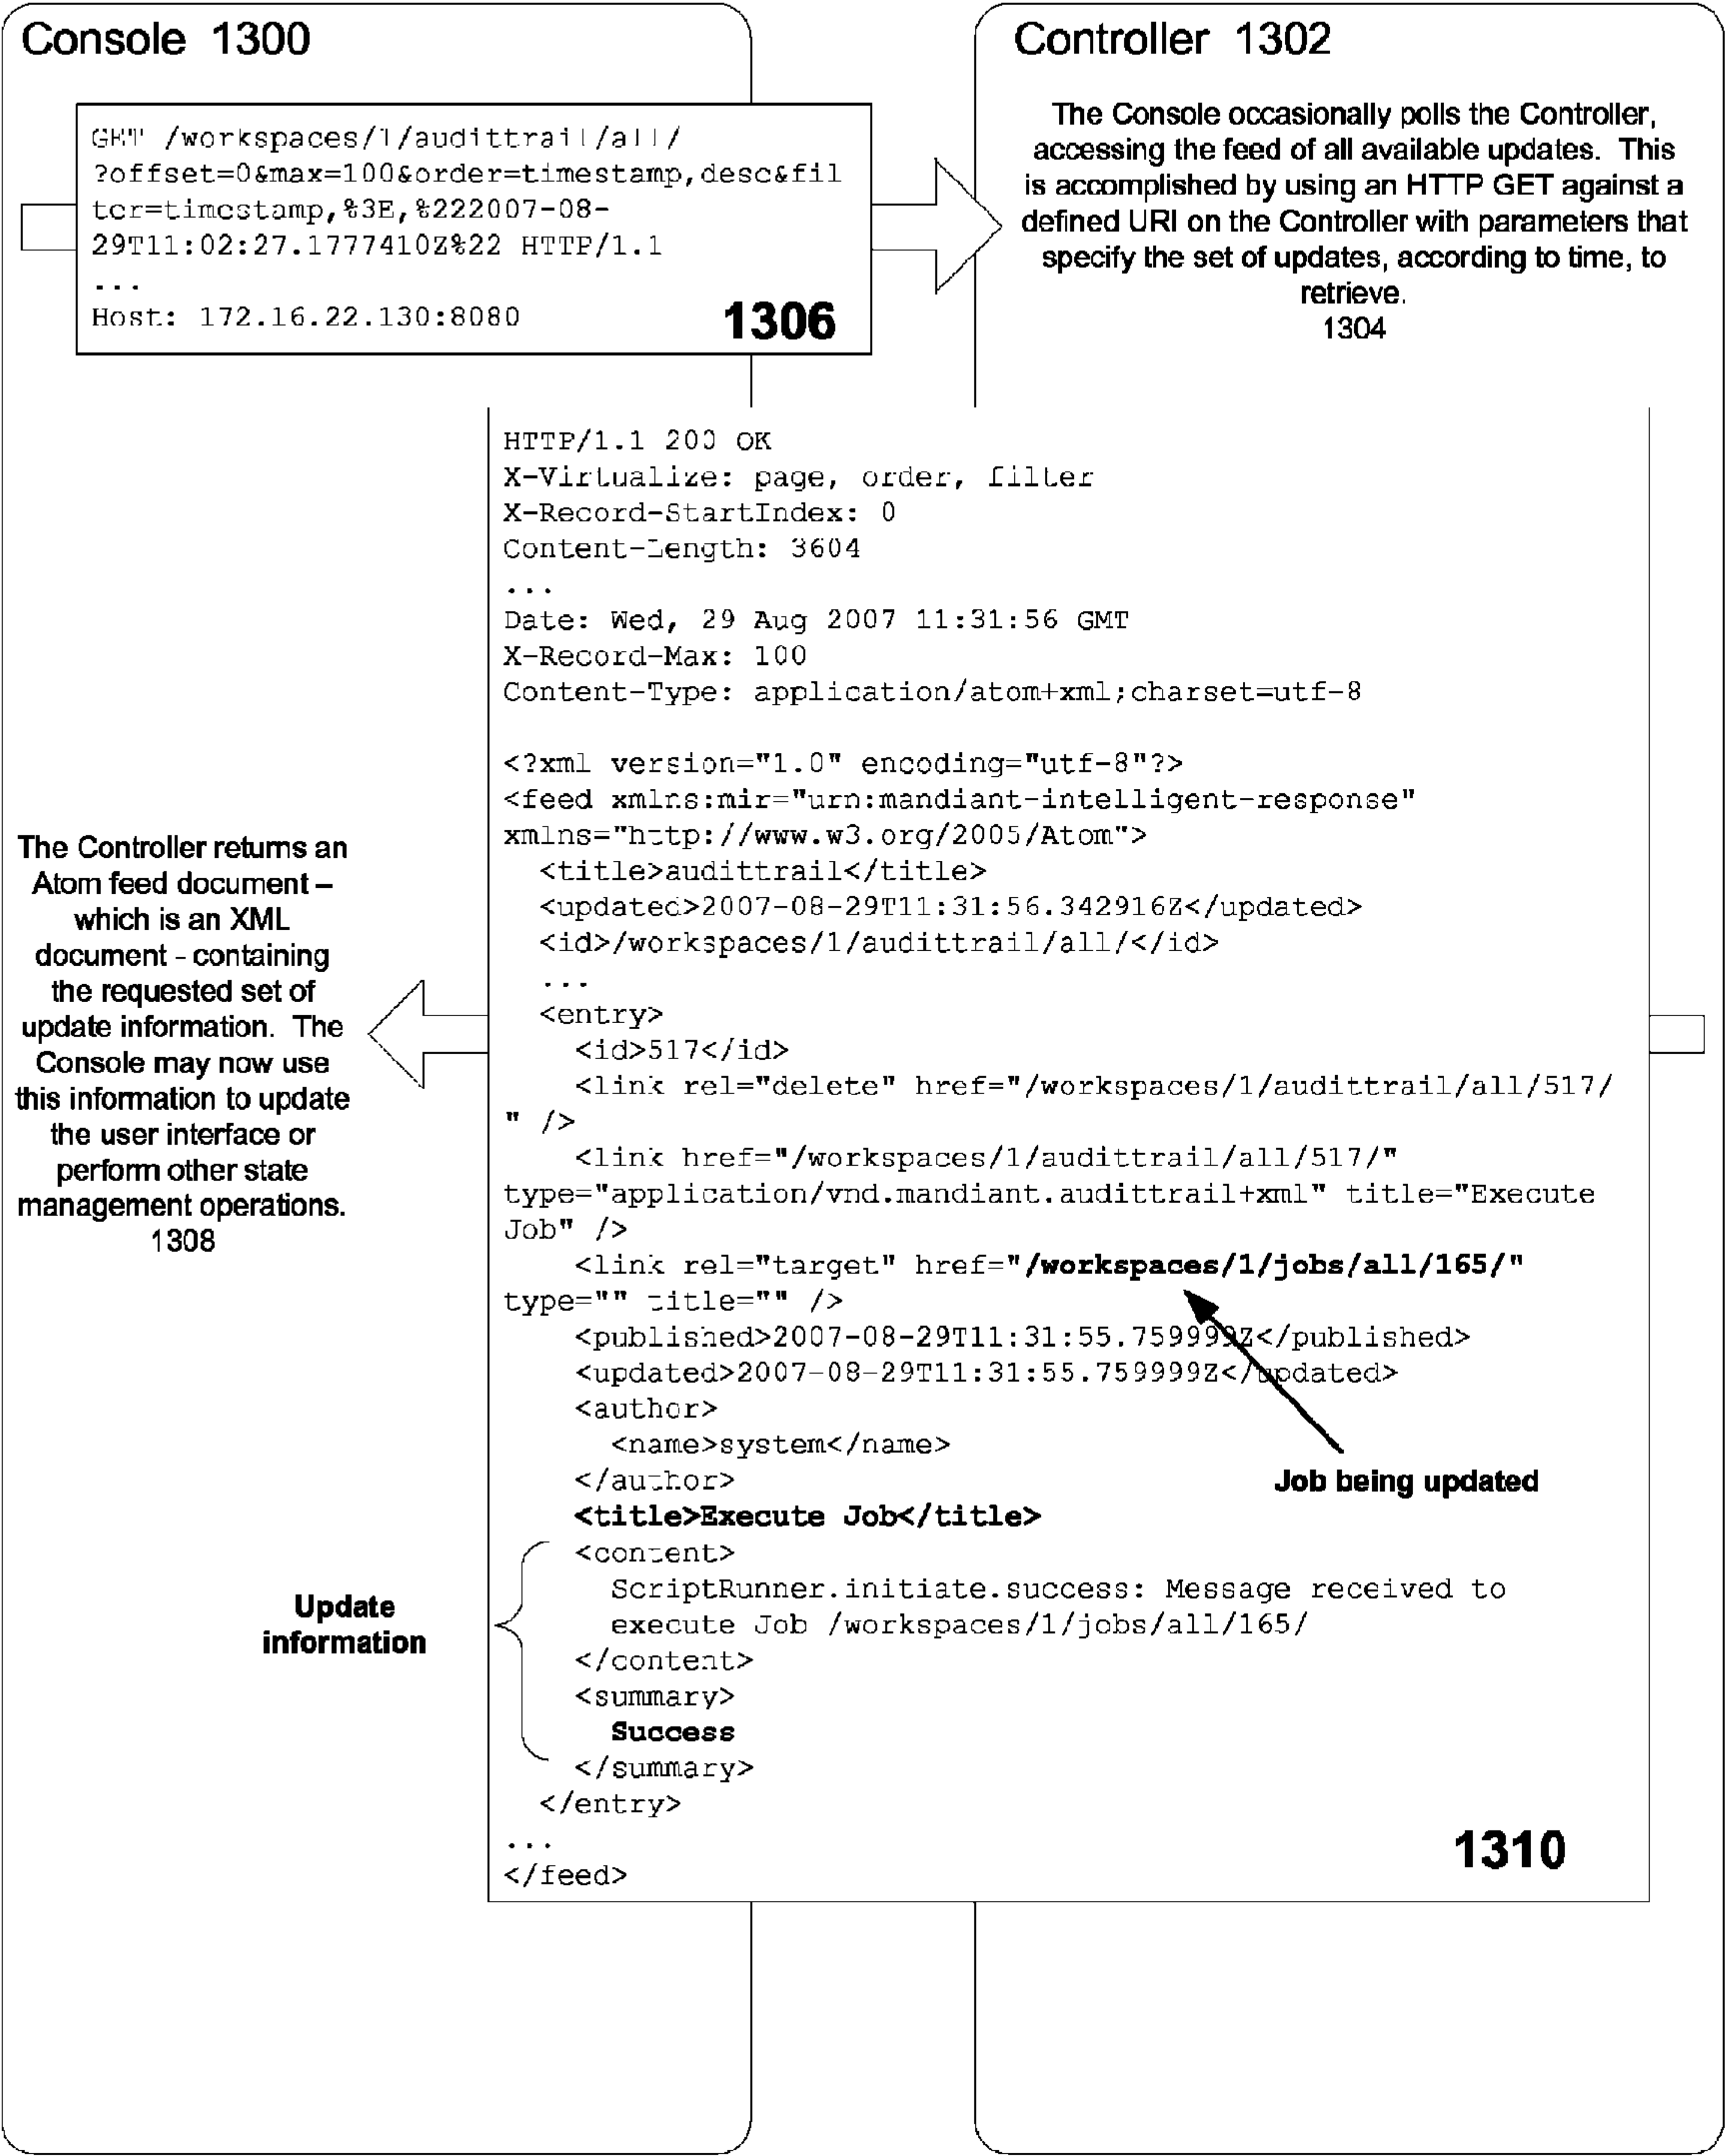 Console 1300
GET /workspaces/1/audittrail/all/
?offset=0&max=100&order=timestamp,desc&fil
ter=timestamp,%3E,%222007-08-
29T11:02:27.1777410Z%22 HTTP/1.1
...
Host: 172.16.22.130:8080
1306
Controller 1302
The Console occasionally polls the Controller,
accessing the feed of all available updates. This
is accomplished by using an HTTP GET against a
defined URI on the Controller with parameters that
specify the set of updates, according to time, to
retrieve.
1304
HTTP/1.1 200 OK
X-Virtualize: page, order, filter
X-Record-StartIndex: 0
Content-Length: 3604
...
Date: Wed, 29 Aug 2007 11:31:56 GMT
X-Record-Max: 100
Content-Type: application/atom+xml;charset=utf-8
<?xml version="1.0" encoding="utf-8"?>
<feed xmlns:mir="urn:mandiant-intelligent-response"
xmlns="http://www.w3.org/2005/Atom">
<title>audittrail</title>
<updated>2007-08-29T11:31:56.342916Z</updated>
<id>/workspaces/1/audittrail/all/</id>
...
<entry>
<id>517</id>
<link rel="delete" href="/workspaces/1/audittrail/all/517/
" />
<link href="/workspaces/1/audittrail/all/517/"
type="application/vnd.mandiant.audittrail+xml" title="Execute
Job" />
<link rel="target" href="/workspaces/1/jobs/all/165/"
type="" title="" />
<published>2007-08-29T11:31:55.759999Z</published>
<updated>2007-08-29T11:31:55.759999Z</updated>
<author>
<name>system</name>
</author>
<title>Execute Job</title>
<content>
ScriptRunner.initiate.success: Message received to
execute Job /workspaces/1/jobs/all/165/
</content>
<summary>
Success
</summary>
</entry>
...
</feed>
1310
Job being updated
The Controller returns an
Atom feed document –
which is an XML
document - containing
the requested set of
update information. The
Console may now use
this information to update
the user interface or
perform other state
management operations.
1308
Update
information